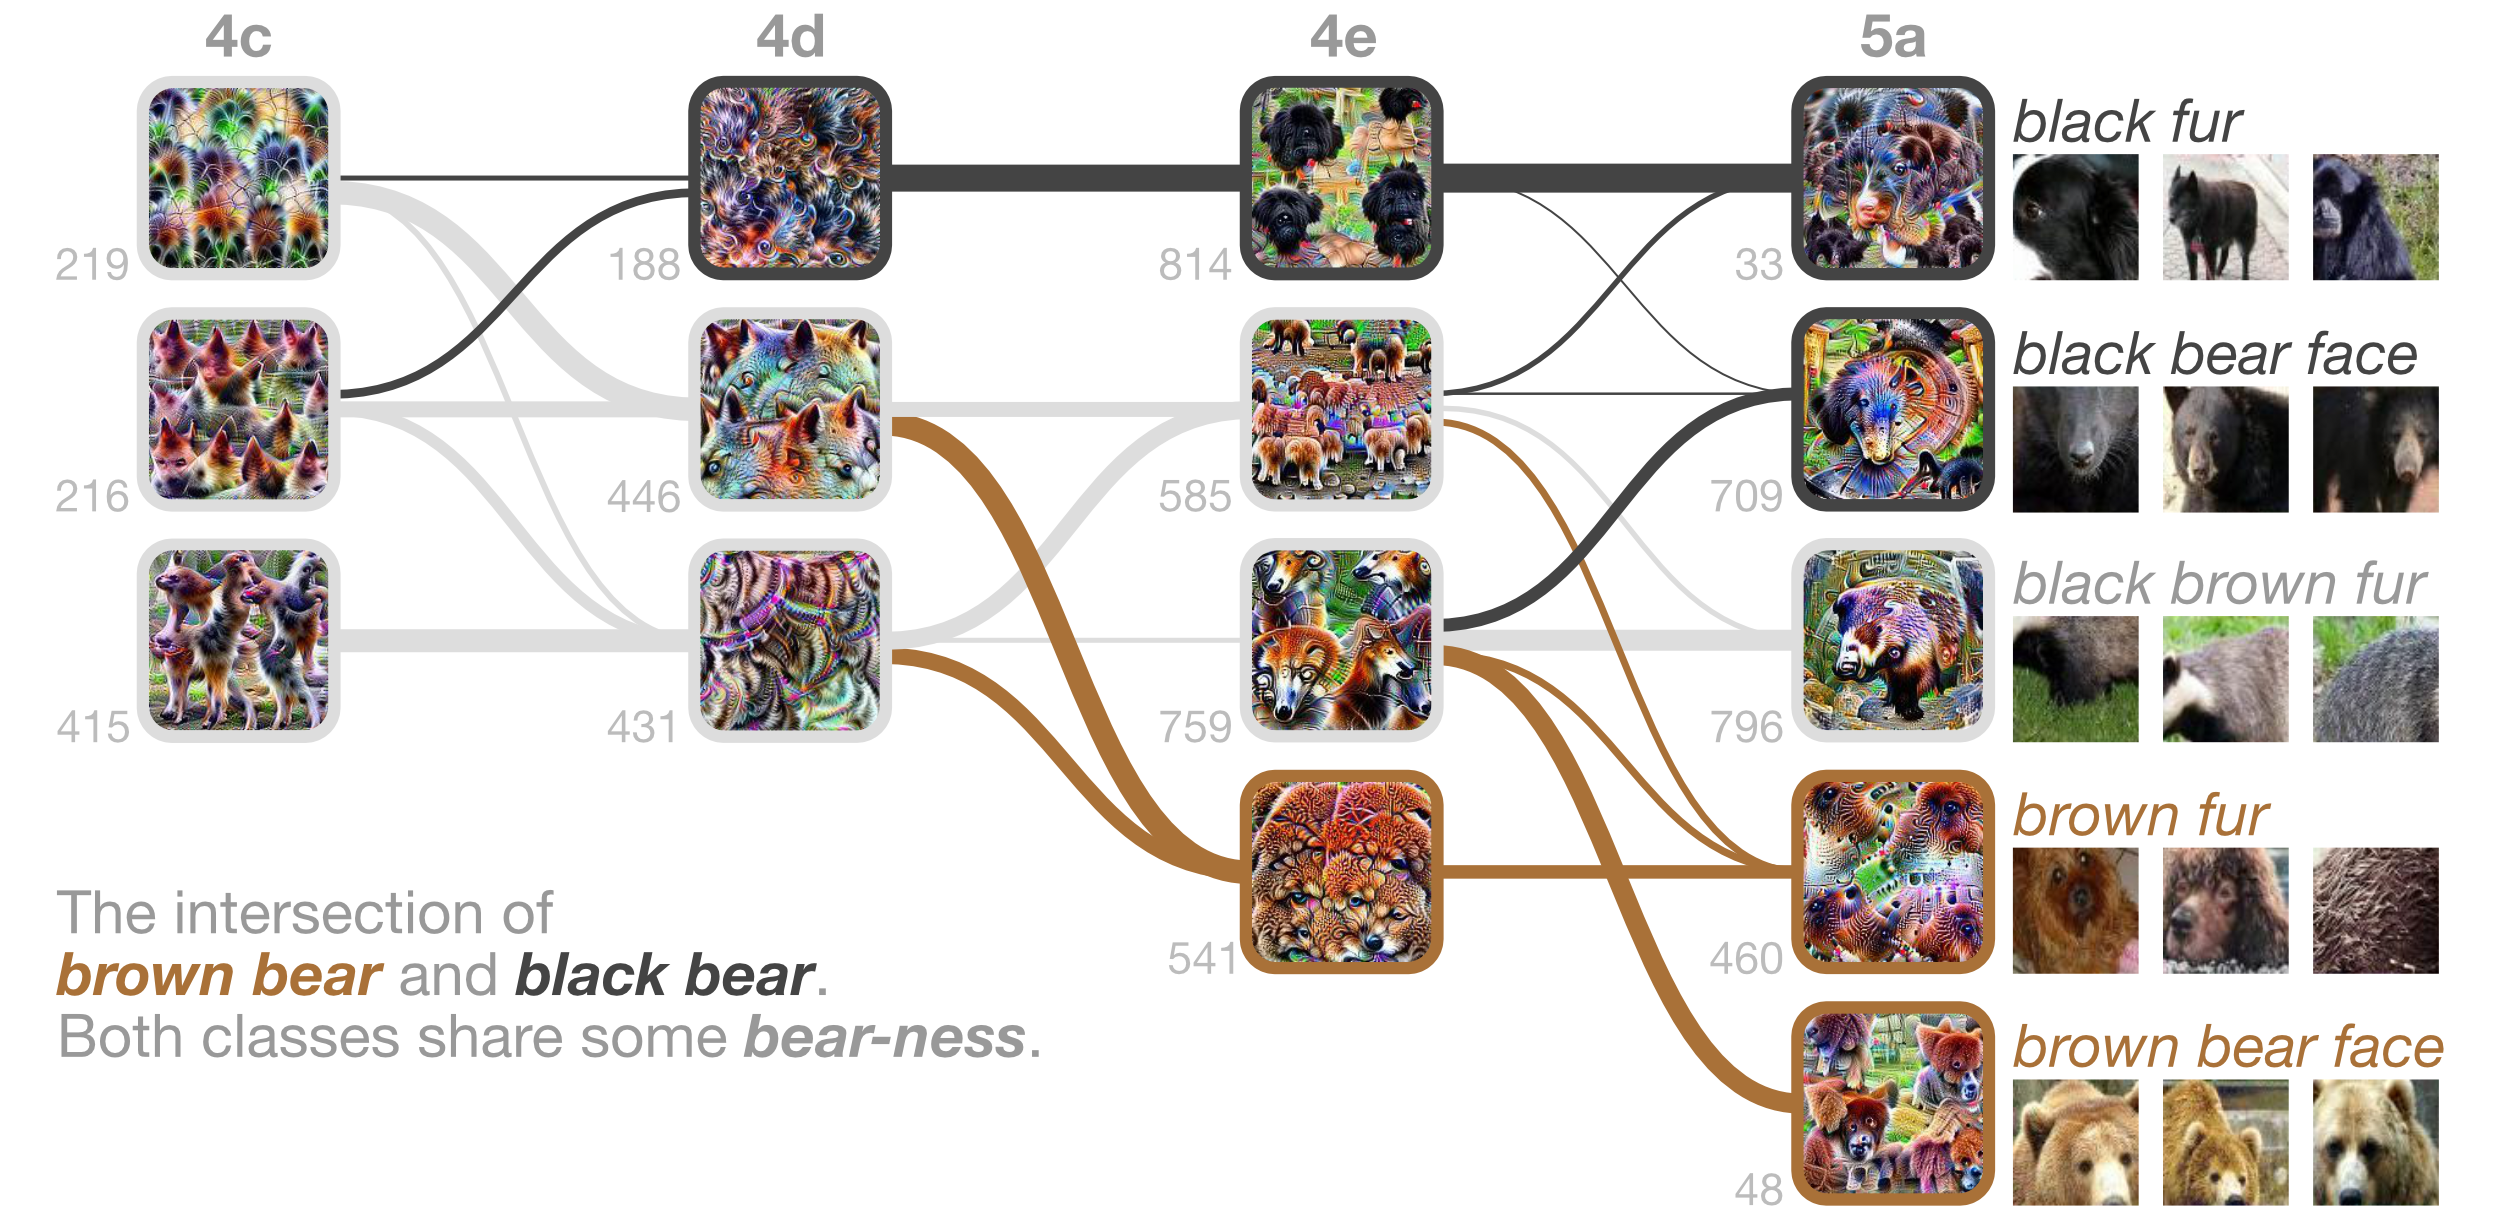 4c 4d 4e 5a
black fur
219 188 814 33
black bear face
216 446 585 709
black brown fur
415 431 759 796
brown fur
541 460
brown bear face
48
The intersection of
brown bear and black bear.
Both classes share some bear-ness.